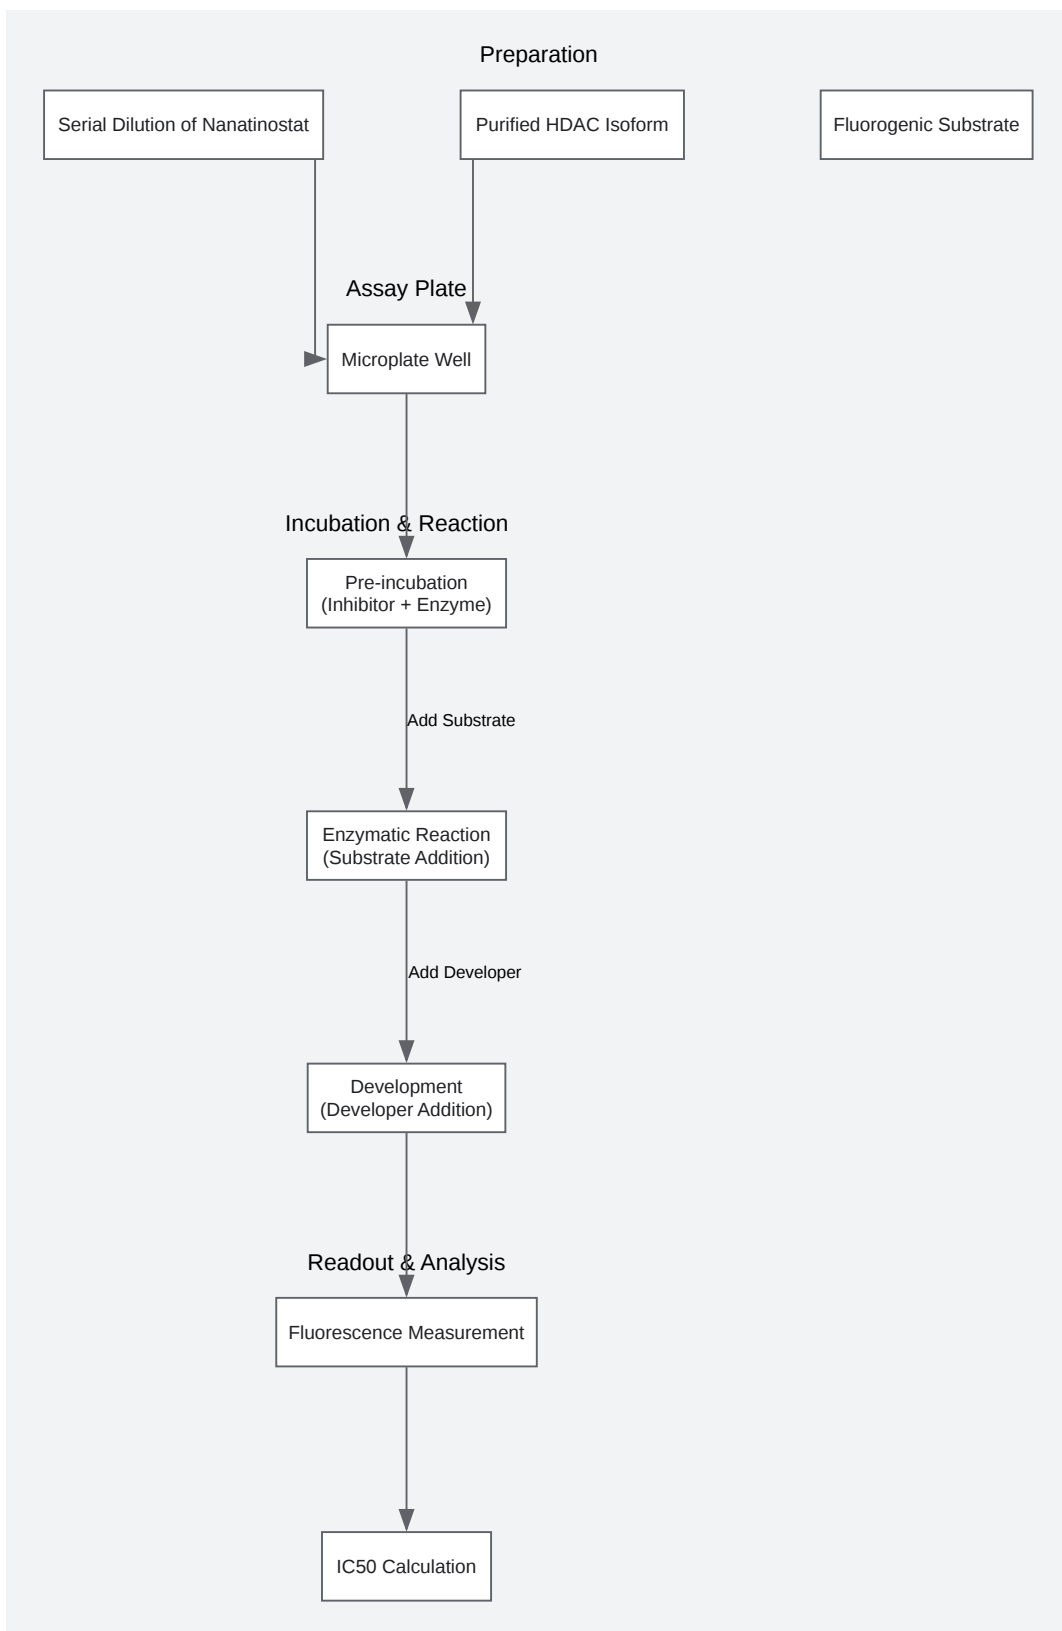 Preparation
Serial Dilution of Nanatinostat
Purified HDAC Isoform
Fluorogenic Substrate
Assay Plate
Microplate Well
Incubation & Reaction
Pre-incubation
(Inhibitor + Enzyme)
Add Substrate
Enzymatic Reaction
(Substrate Addition)
Add Developer
Development
(Developer Addition)
Readout & Analysis
Fluorescence Measurement
IC50 Calculation